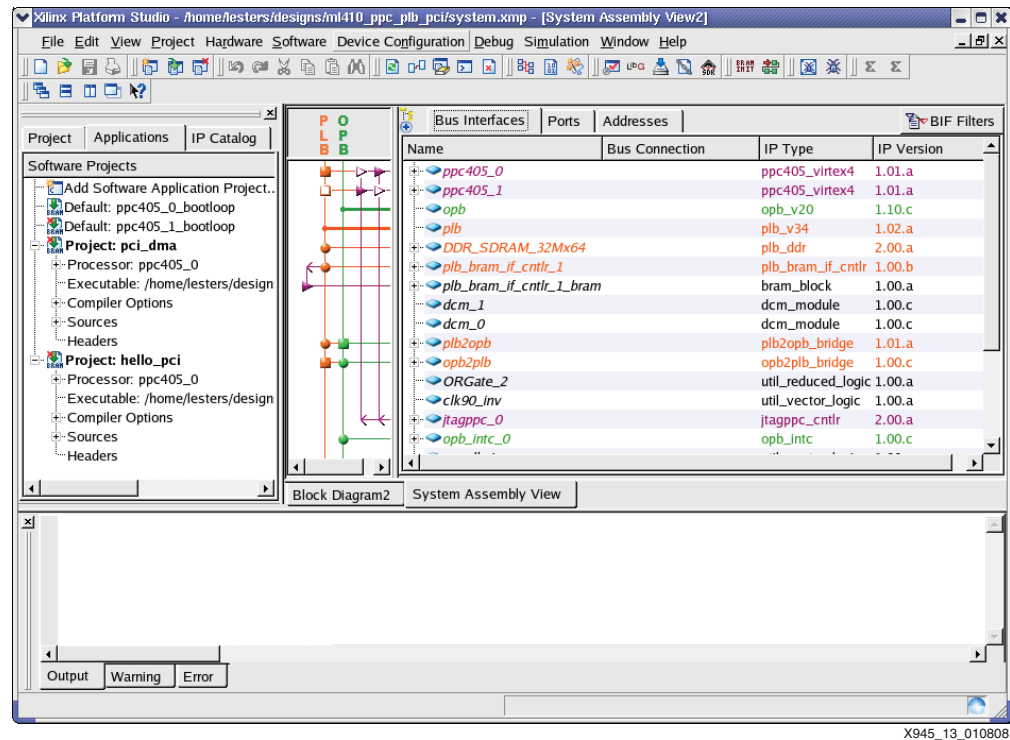 Xilinx Platform Studio - /home/lesters/designs/ml410_ppc_plb_pci/system.xmp - [System Assembly View2]
File Edit View Project Hardware Software Device Configuration Debug Simulation Window Help
Project Applications IP Catalog
Software Projects
Add Software Application Project..
Default: ppc405_0_bootloop
Default: ppc405_1_bootloop
Project: pci_dma
Processor: ppc405_0
Executable: /home/lesters/design
Compiler Options
Sources
Headers
Project: hello_pci
Processor: ppc405_0
Executable: /home/lesters/design
Compiler Options
Sources
Headers
P O
L P
B B
Bus Interfaces Ports Addresses BIF Filters
Name Bus Connection IP Type IP Version
ppc405_0 ppc405_virtex4 1.01.a
ppc405_1 ppc405_virtex4 1.01.a
opb opb_v20 1.10.c
plb plb_v34 1.02.a
DDR_SDRAM_32Mx64 plb_ddr 2.00.a
plb_bram_if_cntlr_1 plb_bram_if_cntlr 1.00.b
plb_bram_if_cntlr_1_bram bram_block 1.00.a
dcm_1 dcm_module 1.00.c
dcm_0 dcm_module 1.00.c
plb2opb plb2opb_bridge 1.01.a
opb2plb opb2plb_bridge 1.00.c
ORGate_2 util_reduced_logic 1.00.a
clk90_inv util_vector_logic 1.00.a
jtagppc_0 jtagppc_cntlr 2.00.a
opb_intc_0 opb_intc 1.00.c
Block Diagram2 System Assembly View
Output Warning Error
X945_13_010808